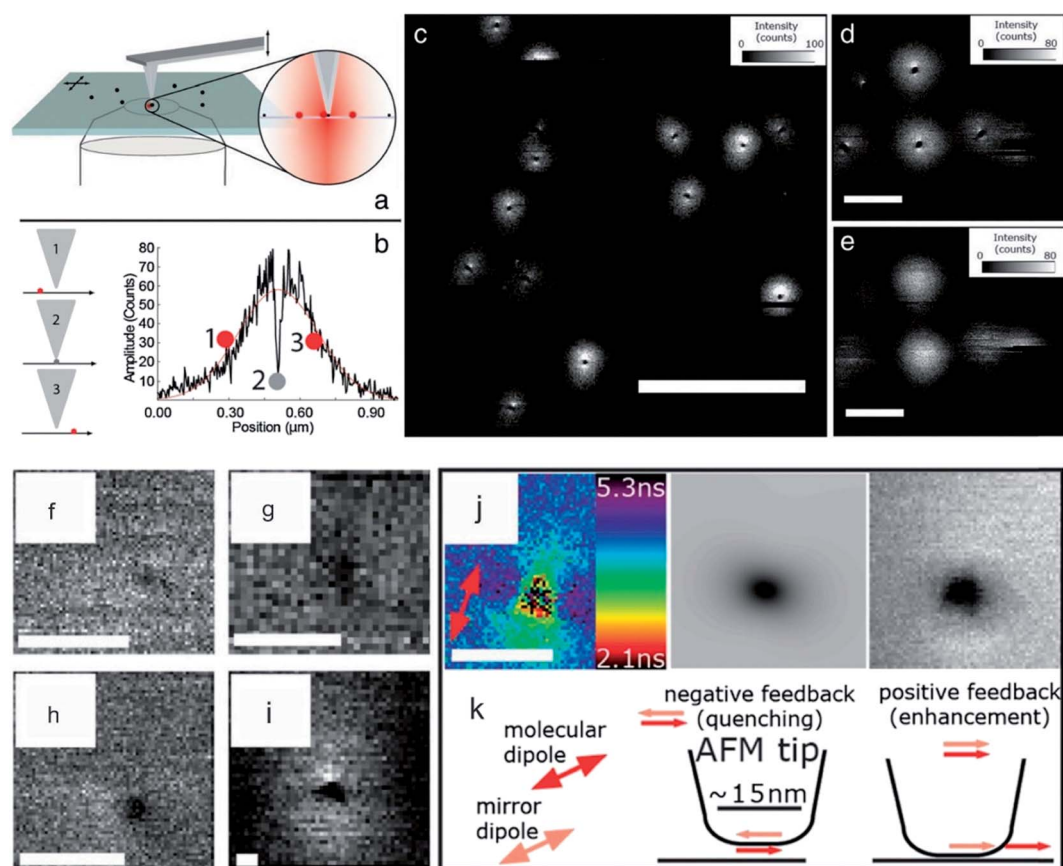 a
b
1
2
3
80
70
60
50
40
30
20
10
Amplitude (Counts)
1
2
3
0.00 0.30 0.60 0.90
Position (μm)
c
Intensity
(counts)
0 100
d
Intensity
(counts)
0 80
e
Intensity
(counts)
0 80
f
g
h
i
j
5.3ns
2.1ns
k
molecular
dipole
mirror
dipole
negative feedback
(quenching)
AFM tip
~15nm
positive feedback
(enhancement)